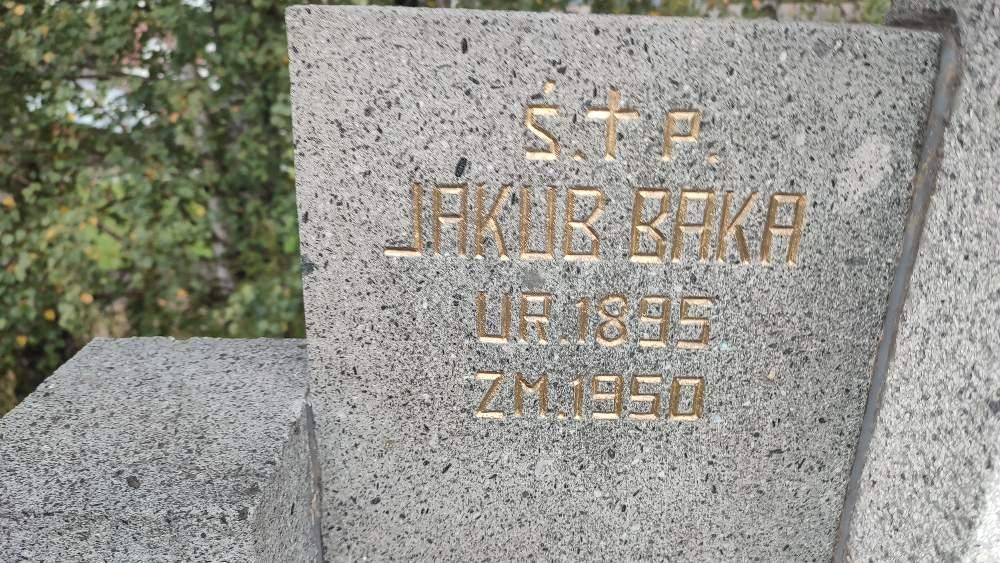 Ś.†P.
JAKUB BAKA
UR.1895
ZM.1950